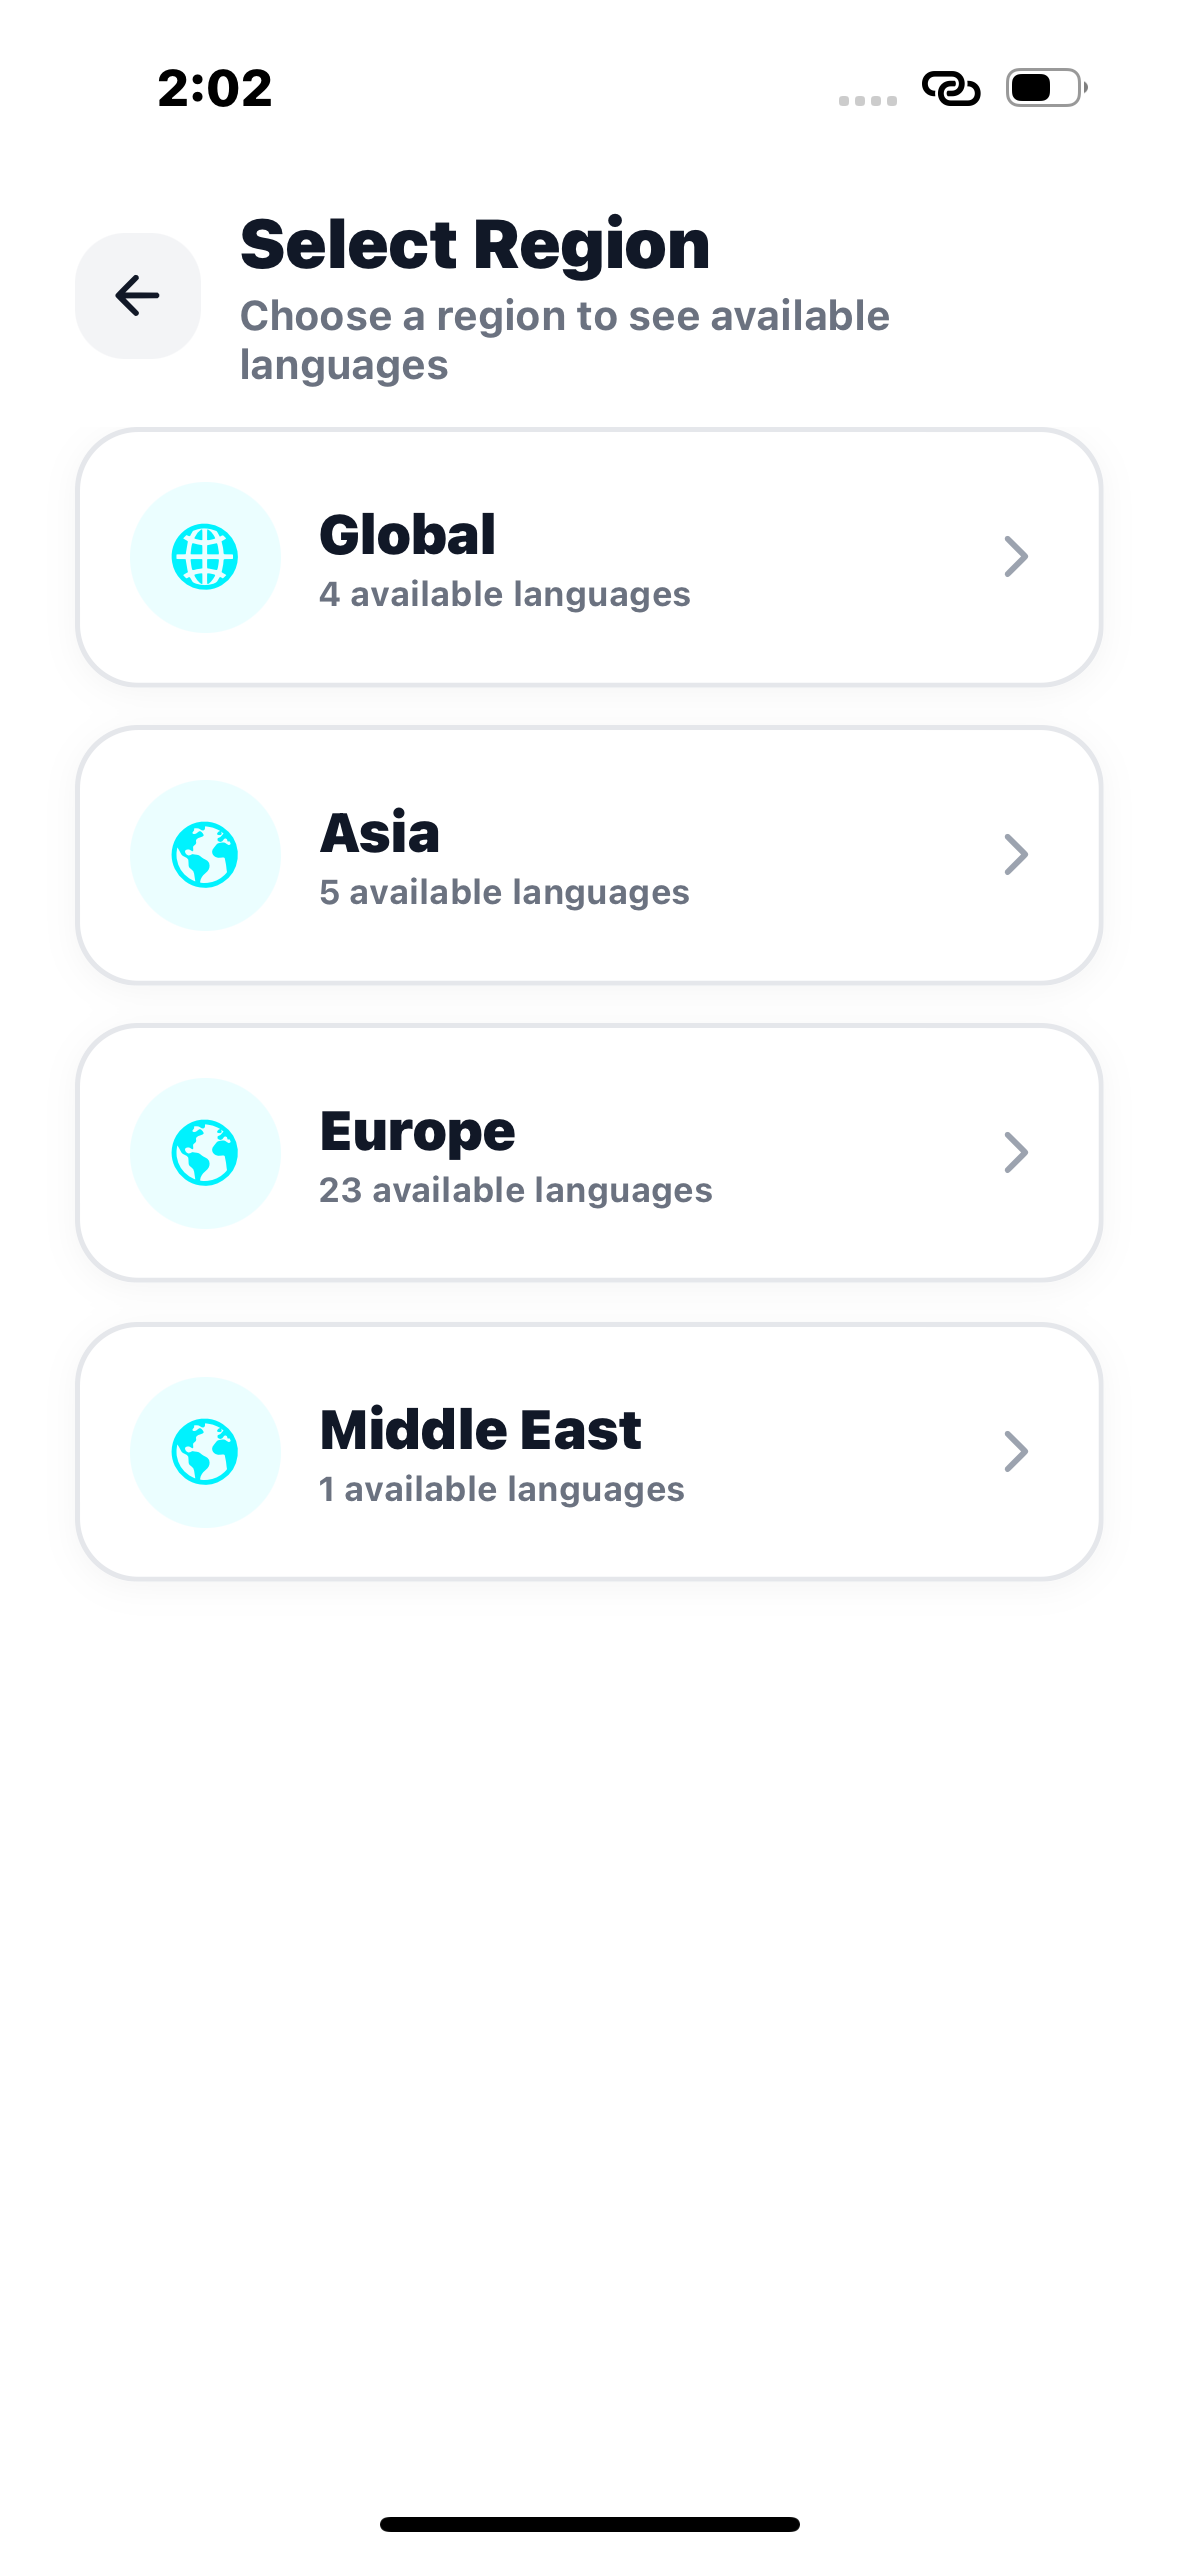 2:02
Select Region
Choose a region to see available
languages
Global
4 available languages
Asia
5 available languages
Europe
23 available languages
Middle East
1 available languages